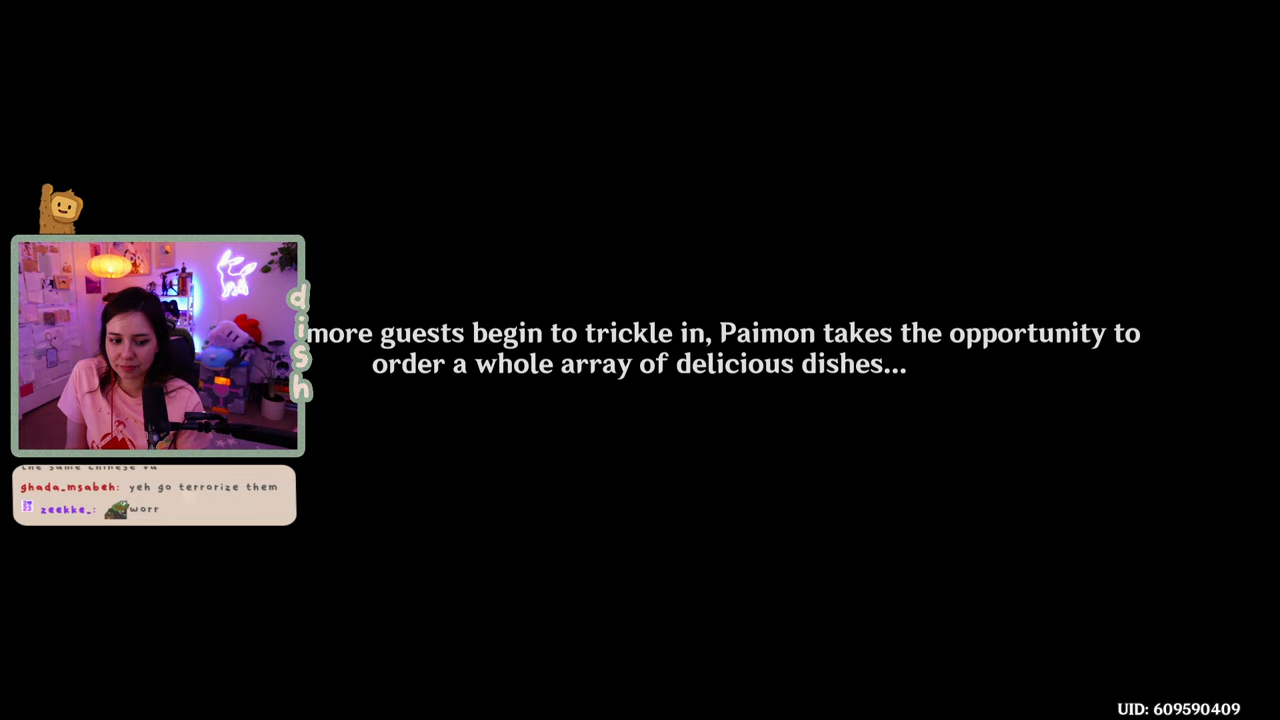 dish
more guests begin to trickle in, Paimon takes the opportunity to
order a whole array of delicious dishes...
ghada_msabeh: yeh go terrorize them
zeekke_: worr
UID: 609590409